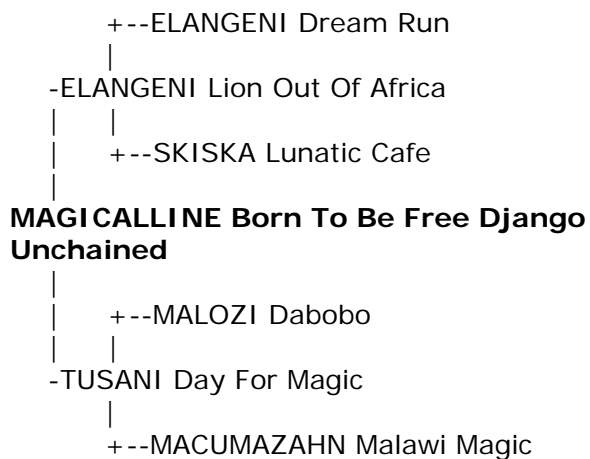 +--ELANGENI Dream Run
|
-ELANGENI Lion Out Of Africa
| |
| +--SKISKA Lunatic Cafe
|
MAGICALLINE Born To Be Free Django
Unchained
|
| +--MALOZI Dabobo
| |
-TUSANI Day For Magic
|
+--MACUMAZAHN Malawi Magic